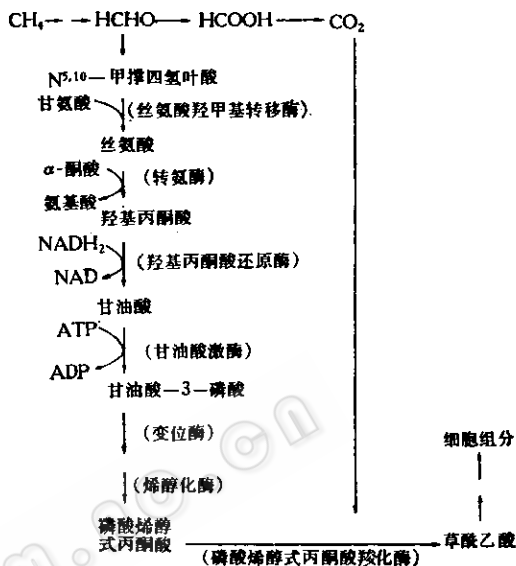 CH₄→→HCHO→HCOOH→CO₂
N⁵,¹⁰—甲撑四氢叶酸
甘氨酸 (丝氨酸羟甲基转移酶)
丝氨酸
α-酮酸 (转氨酶)
氨基酸
羟基丙酮酸
NADH₂ (羟基丙酮酸还原酶)
NAD
甘油酸
ATP (甘油酸激酶)
ADP
甘油酸—3—磷酸
(变位酶)
(烯醇化酶)
细胞组分
磷酸烯醇
式丙酮酸
草酰乙酸
(磷酸烯醇式丙酮酸羧化酶)